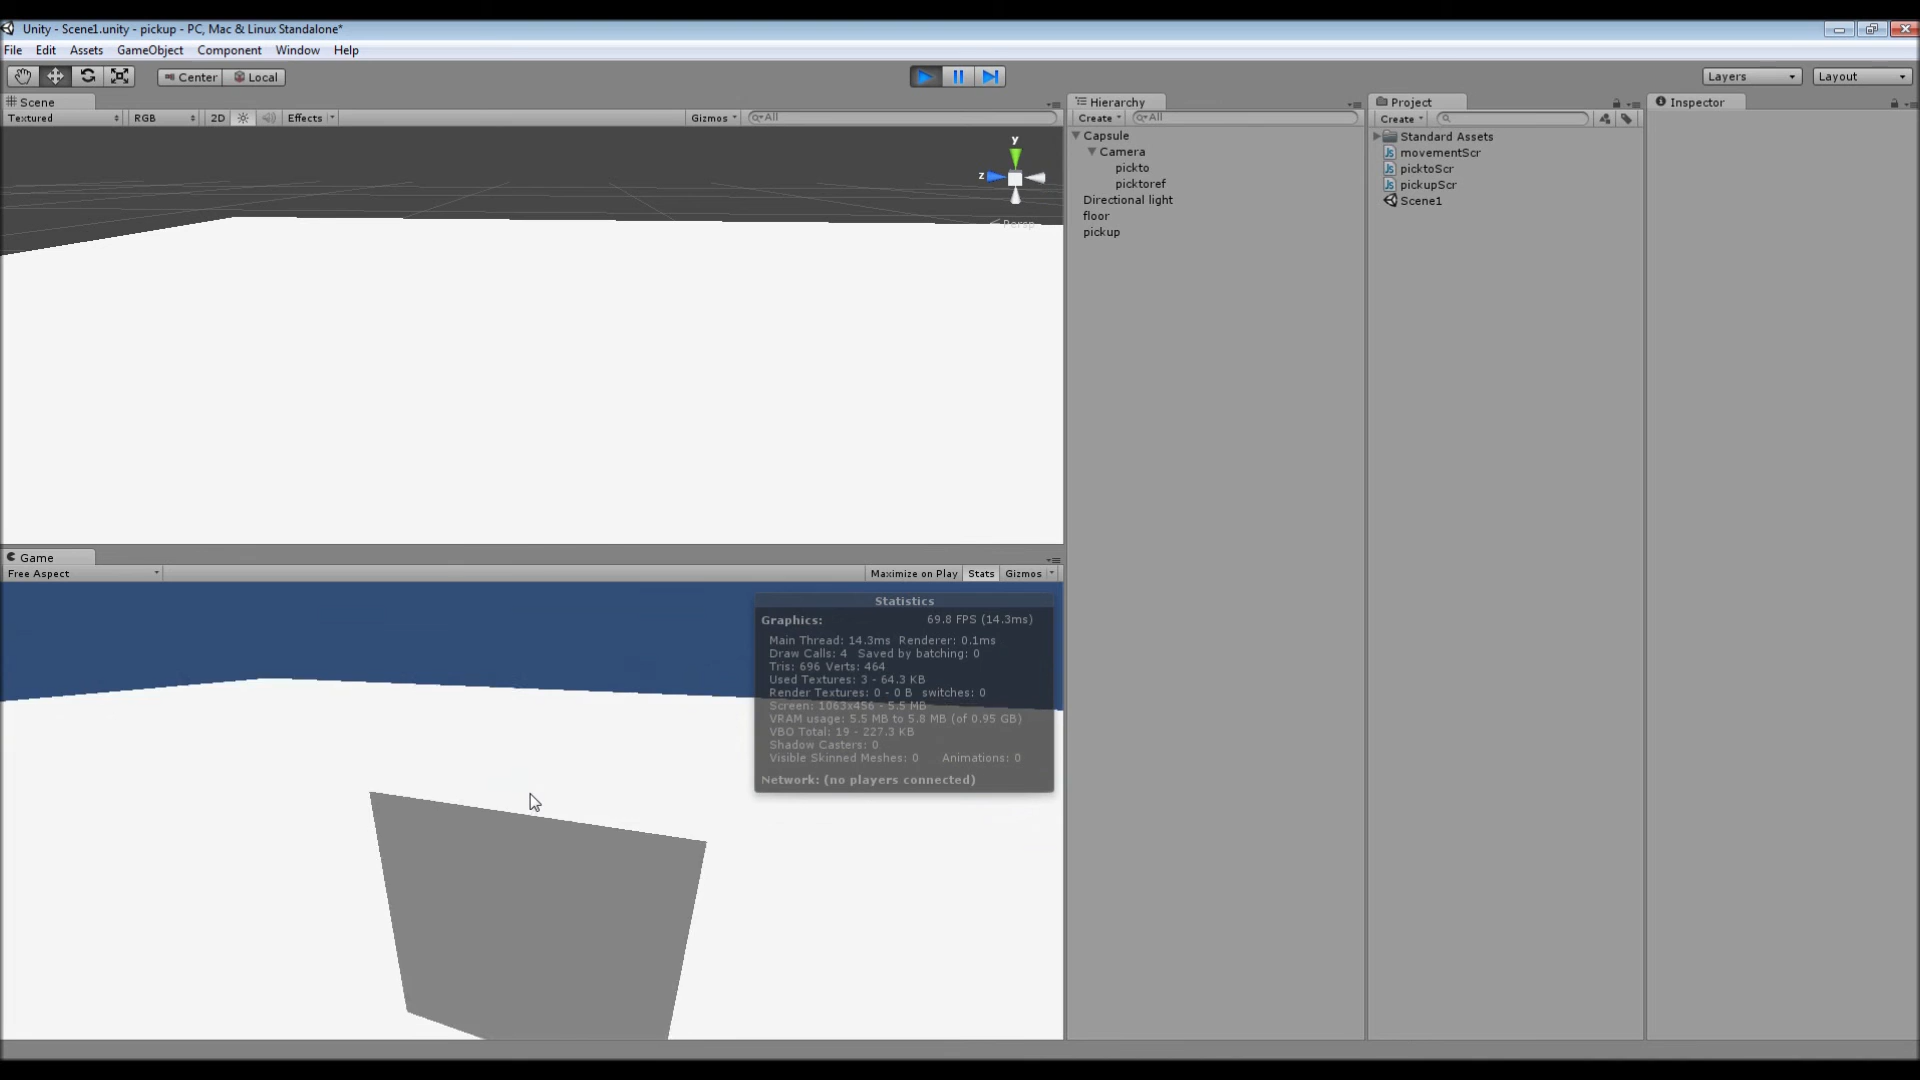 Unity - Scene1.unity - pickup - PC, Mac & Linux Standalone*
File Edit Assets GameObject Component Window Help
Center Local Layers Layout
Scene
Textured RGB 2D Effects Gizmos All
y
z
Persp
Game
Free Aspect Maximize on Play Stats Gizmos
Statistics
Graphics: 69.8 FPS (14.3ms)
Main Thread: 14.3ms Renderer: 0.1ms
Draw Calls: 4 Saved by batching: 0
Tris: 696 Verts: 464
Used Textures: 3 - 64.3 KB
Render Textures: 0 - 0 B switches: 0
Screen: 1063x456 - 5.5 MB
VRAM usage: 5.5 MB to 5.8 MB (of 0.95 GB)
VBO Total: 19 - 227.3 KB
Shadow Casters: 0
Visible Skinned Meshes: 0 Animations: 0
Network: (no players connected)
Hierarchy
Create All
Capsule
Camera
pickto
picktoref
Directional light
floor
pickup
Project
Create
Standard Assets
movementScr
picktoScr
pickupScr
Scene1
Inspector